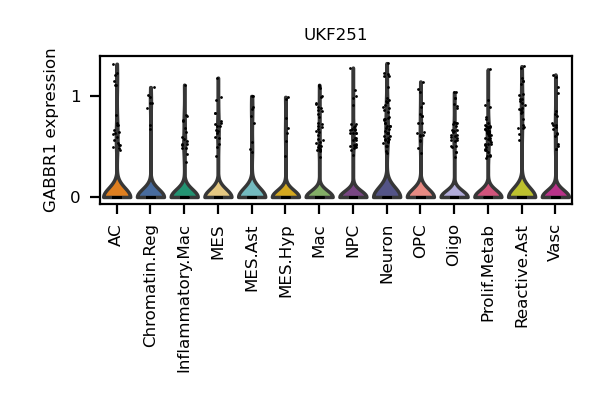 UKF251
GABBR1 expression
1
0
AC
Chromatin.Reg
Inflammatory.Mac
MES
MES.Ast
MES.Hyp
Mac
NPC
Neuron
OPC
Oligo
Prolif.Metab
Reactive.Ast
Vasc